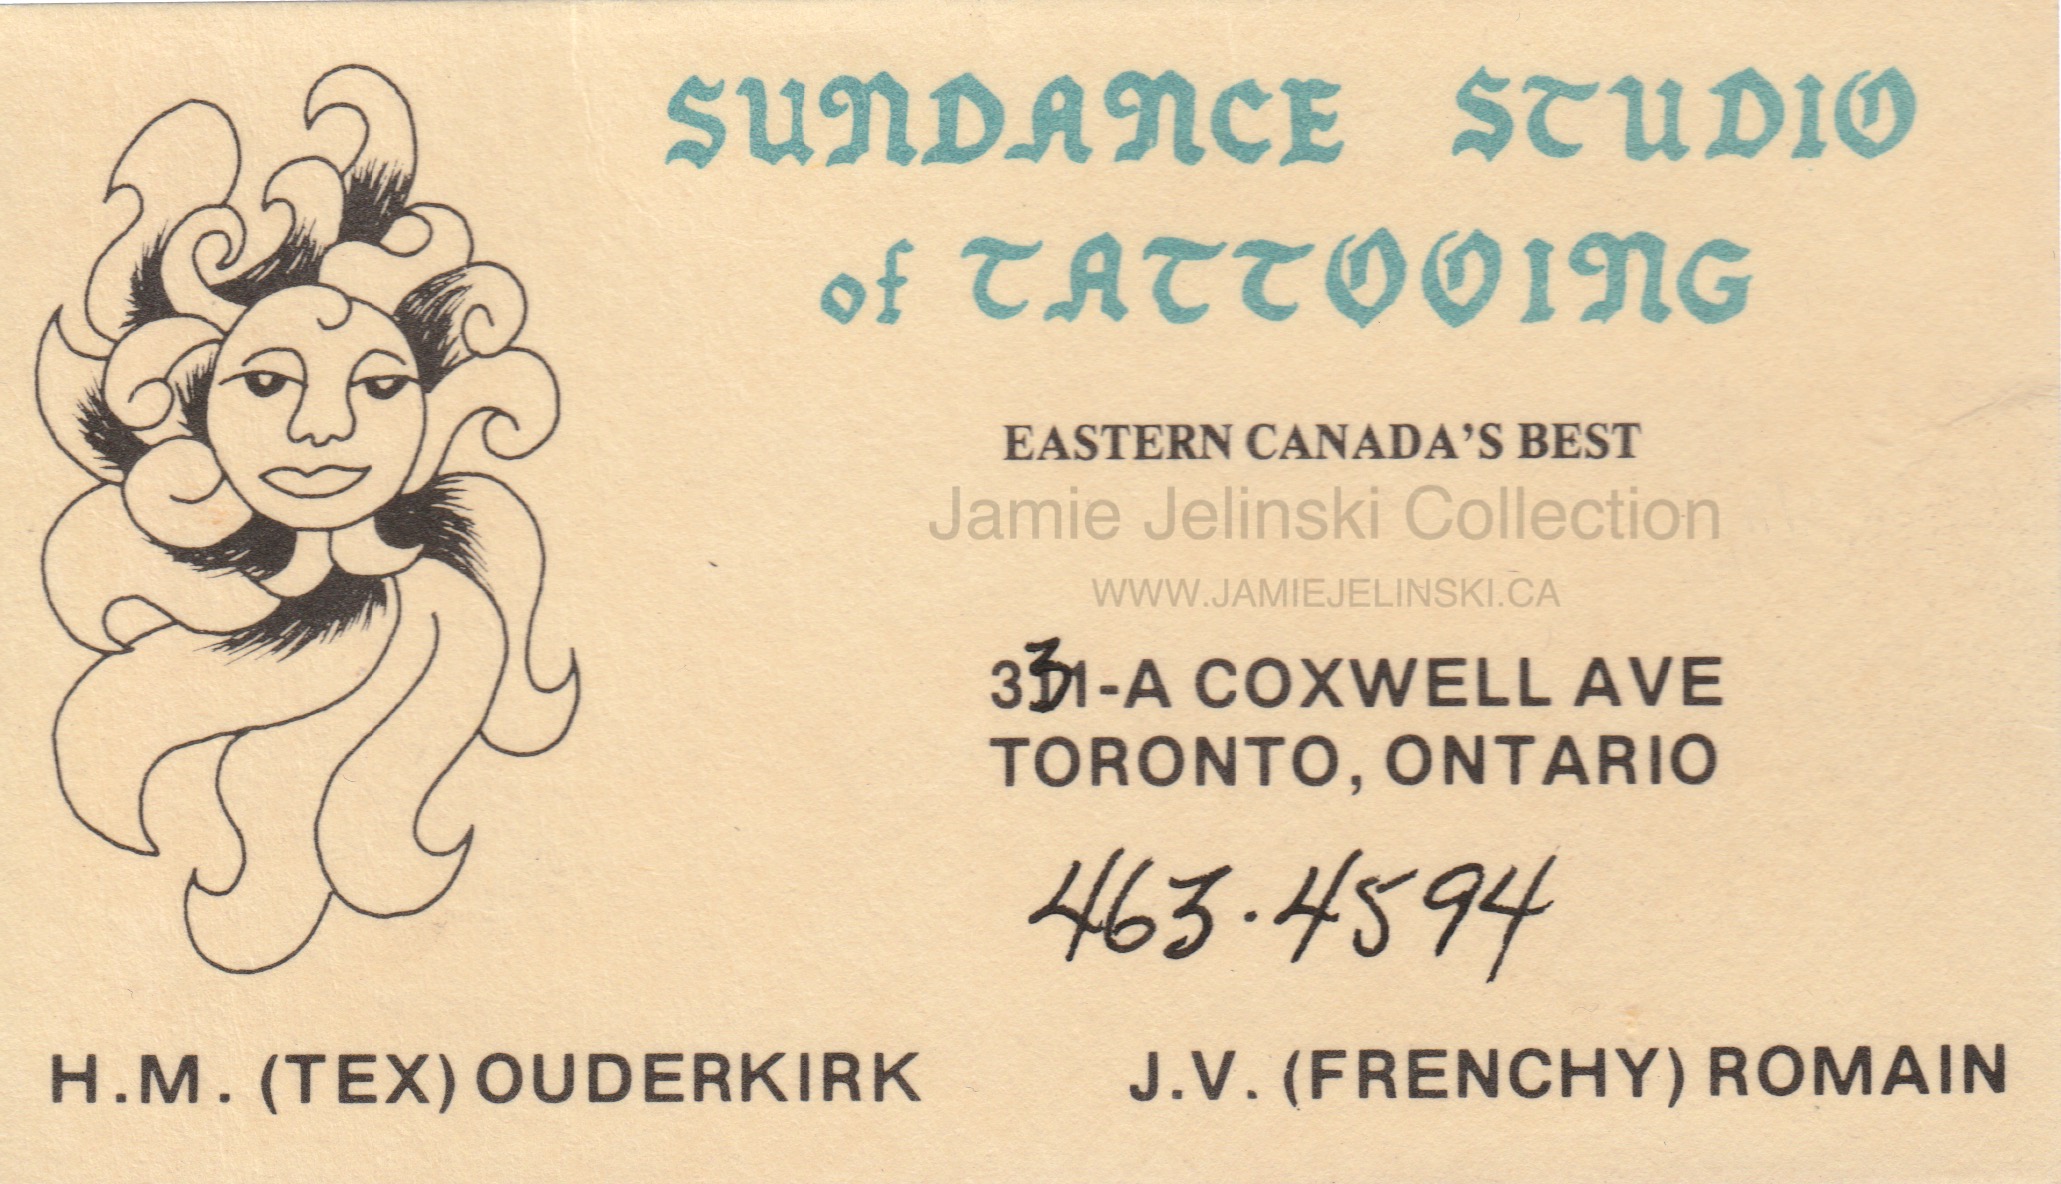 SUNDANCE STUDIO
of TATTOOING
EASTERN CANADA'S BEST
Jamie Jelinski Collection
WWW.JAMIEJELINSKI.CA
331-A COXWELL AVE
TORONTO, ONTARIO
463·4594
H.M. (TEX) OUDERKIRK
J.V. (FRENCHY) ROMAIN